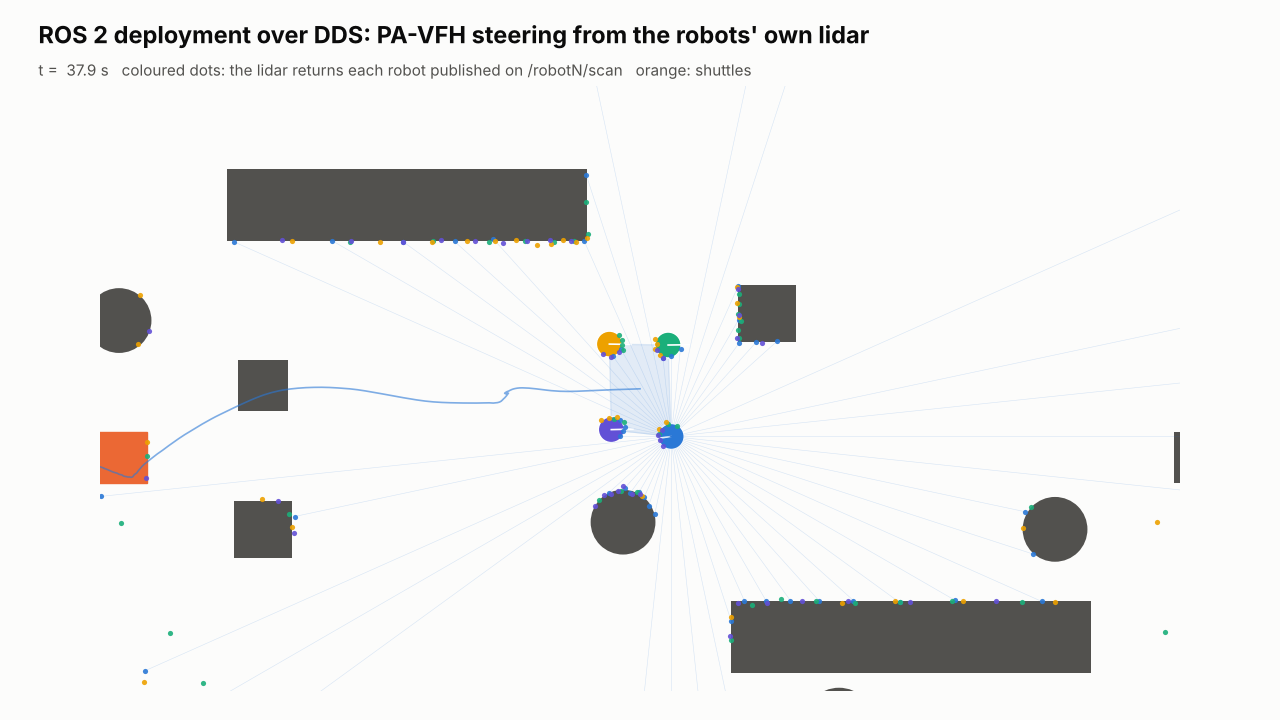 ROS 2 deployment over DDS: PA-VFH steering from the robots' own lidar
t =  37.9 s   coloured dots: the lidar returns each robot published on /robotN/scan   orange: shuttles